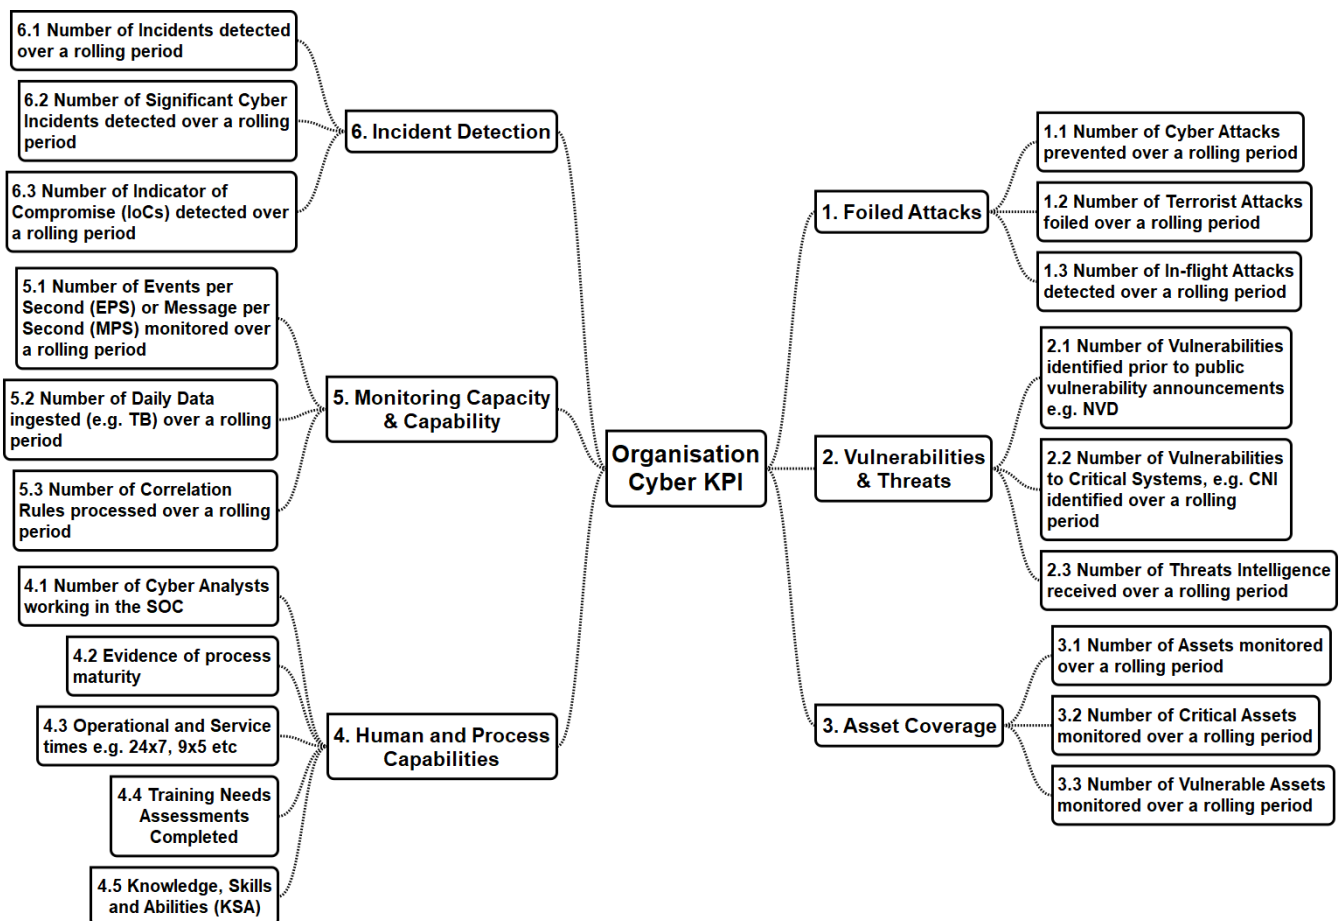 6.1 Number of Incidents detected
over a rolling period
6.2 Number of Significant Cyber
Incidents detected over a rolling
period
6.3 Number of Indicator of
Compromise (IoCs) detected over
a rolling period
6. Incident Detection
5.1 Number of Events per
Second (EPS) or Message per
Second (MPS) monitored over
a rolling period
5.2 Number of Daily Data
ingested (e.g. TB) over a rolling
period
5.3 Number of Correlation
Rules processed over a rolling
period
5. Monitoring Capacity
& Capability
4.1 Number of Cyber Analysts
working in the SOC
4.2 Evidence of process
maturity
4.3 Operational and Service
times e.g. 24x7, 9x5 etc
4.4 Training Needs
Assessments
Completed
4.5 Knowledge, Skills
and Abilities (KSA)
4. Human and Process
Capabilities
Organisation
Cyber KPI
1. Foiled Attacks
1.1 Number of Cyber Attacks
prevented over a rolling period
1.2 Number of Terrorist Attacks
foiled over a rolling period
1.3 Number of In-flight Attacks
detected over a rolling period
2. Vulnerabilities
& Threats
2.1 Number of Vulnerabilities
identified prior to public
vulnerability announcements
e.g. NVD
2.2 Number of Vulnerabilities
to Critical Systems, e.g. CNI
identified over a rolling
period
2.3 Number of Threats Intelligence
received over a rolling period
3. Asset Coverage
3.1 Number of Assets monitored
over a rolling period
3.2 Number of Critical Assets
monitored over a rolling period
3.3 Number of Vulnerable Assets
monitored over a rolling period